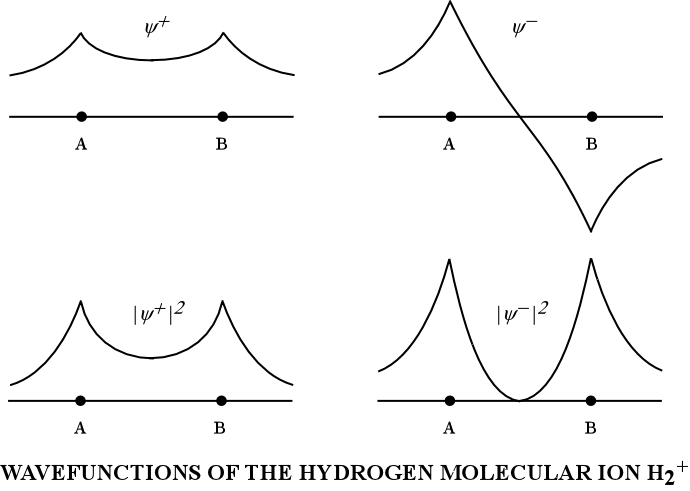 ψ⁺ ψ⁻
A B A B
|ψ⁺|² |ψ⁻|²
A B A B
WAVEFUNCTIONS OF THE HYDROGEN MOLECULAR ION H₂⁺